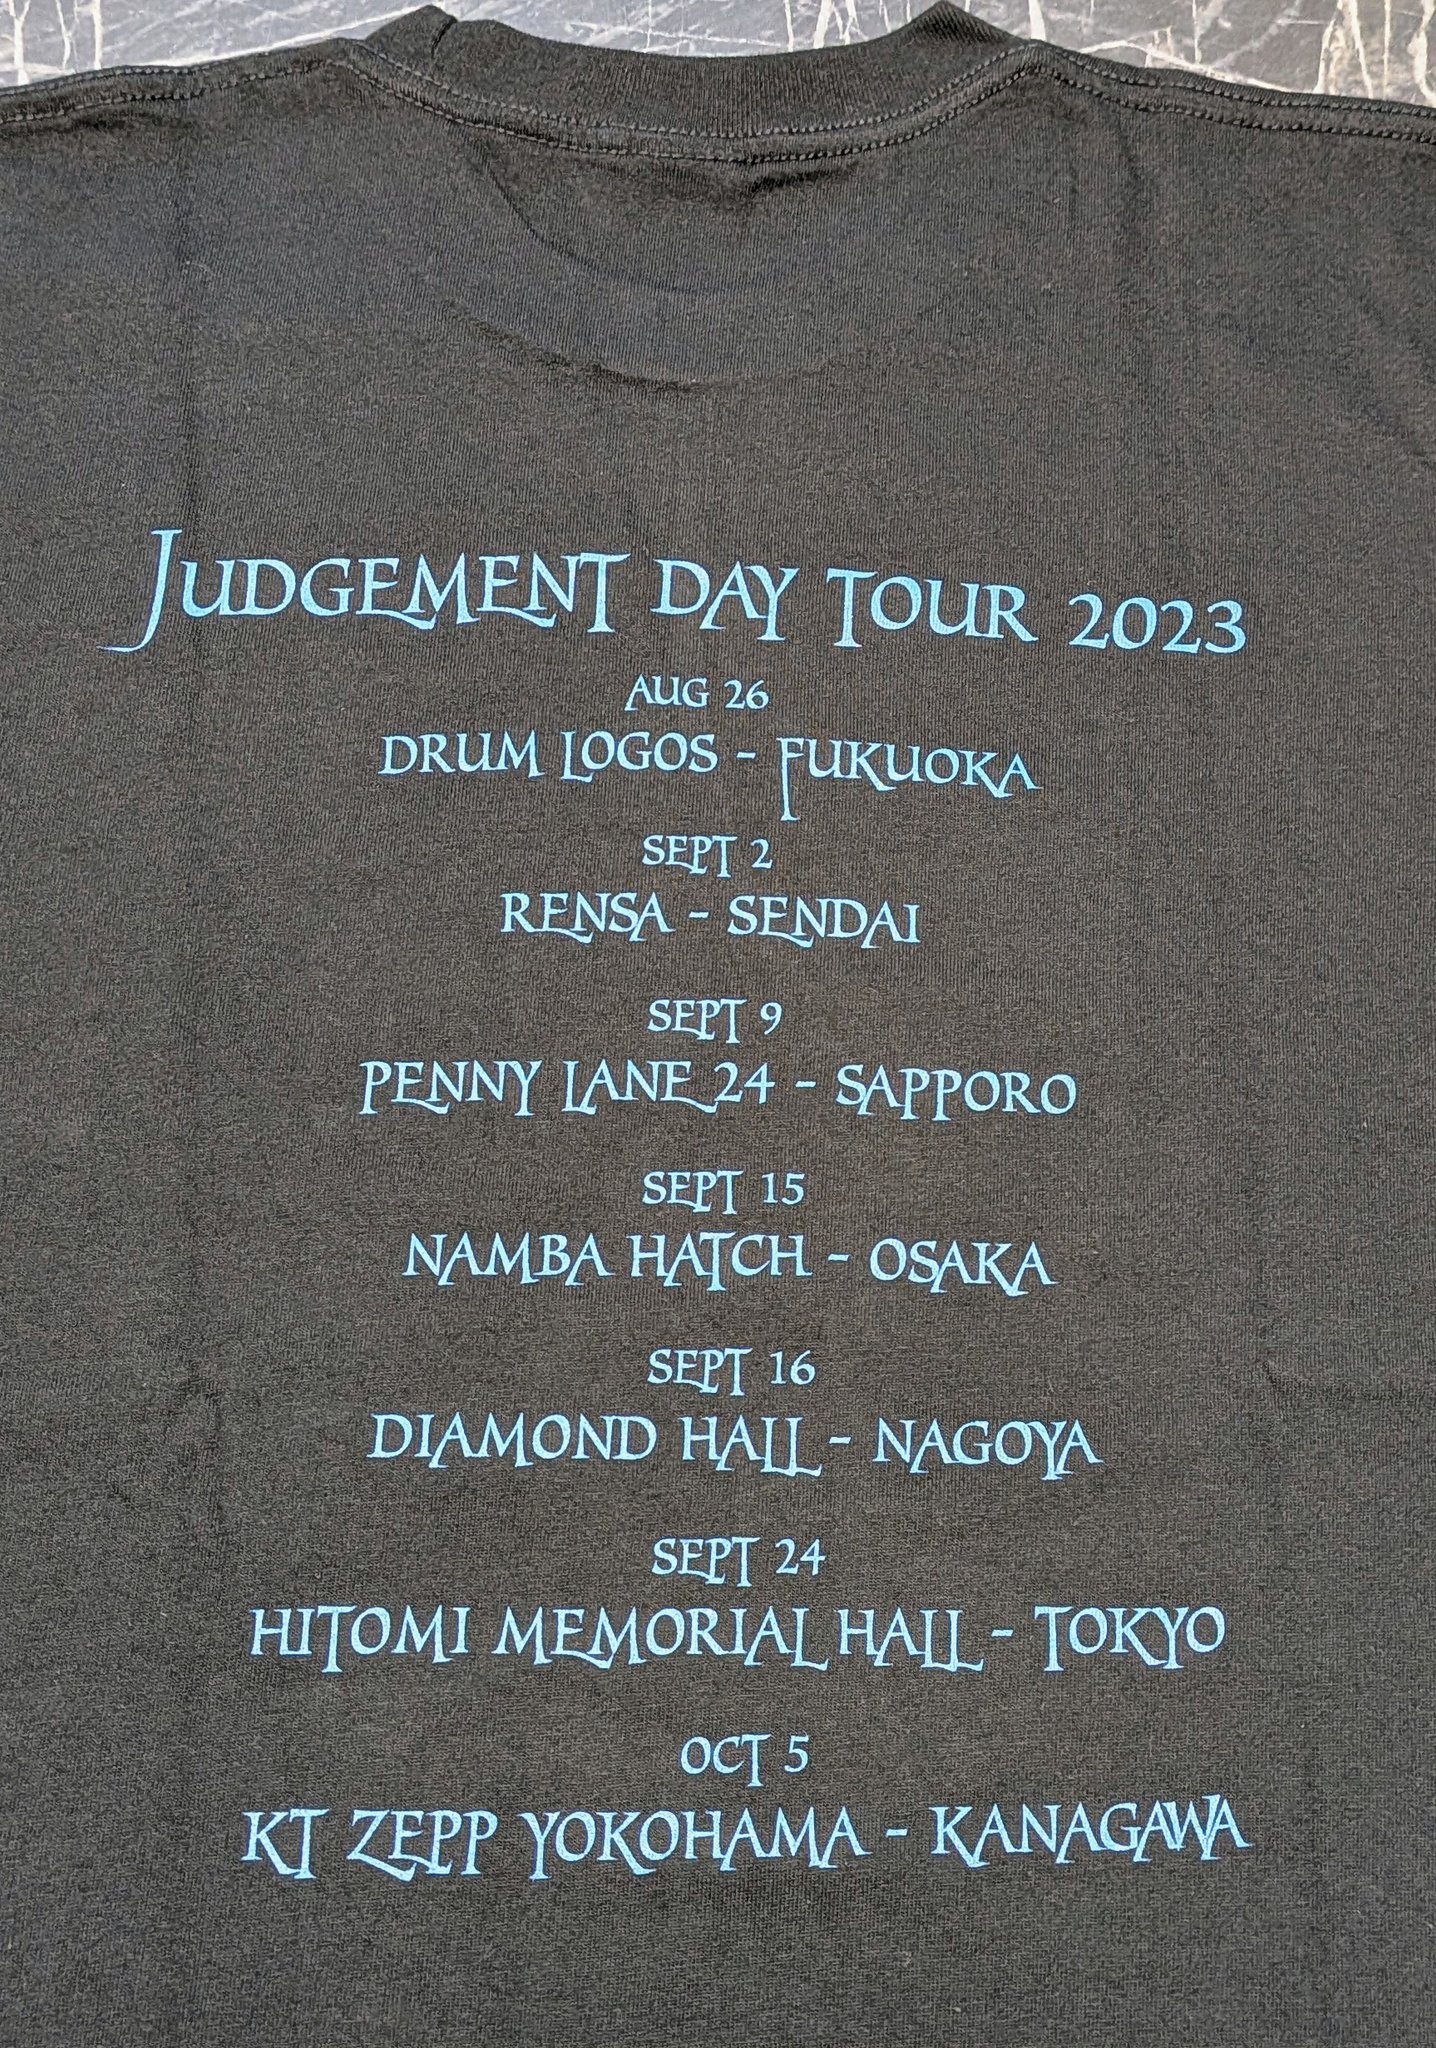 JUDGEMENT DAY TOUR 2023
AUG 26
DRUM LOGOS - FUKUOKA
SEPT 2
RENSA - SENDAI
SEPT 9
PENNY LANE 24 - SAPPORO
SEPT 15
NAMBA HATCH - OSAKA
SEPT 16
DIAMOND HALL - NAGOYA
SEPT 24
HITOMI MEMORIAL HALL - TOKYO
OCT 5
KT ZEPP YOKOHAMA - KANAGAWA